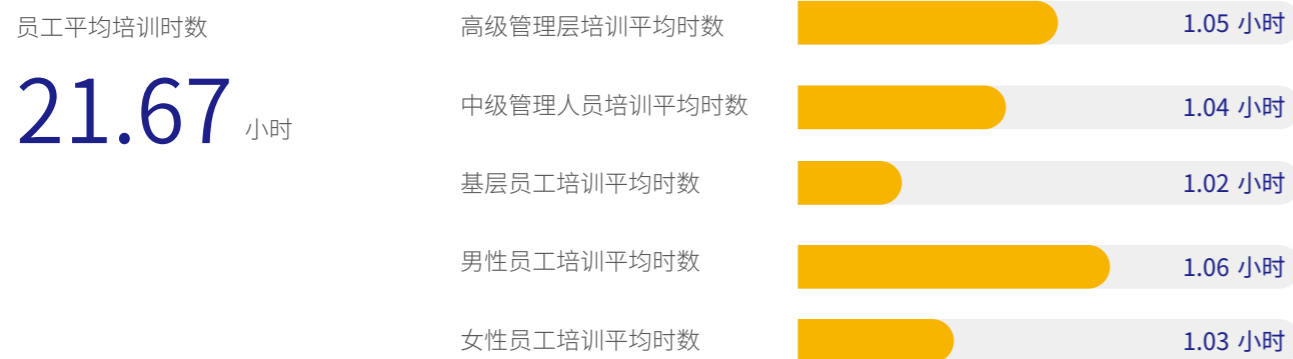 员工平均培训时数
21.67 小时
高级管理层培训平均时数 1.05 小时
中级管理人员培训平均时数 1.04 小时
基层员工培训平均时数 1.02 小时
男性员工培训平均时数 1.06 小时
女性员工培训平均时数 1.03 小时